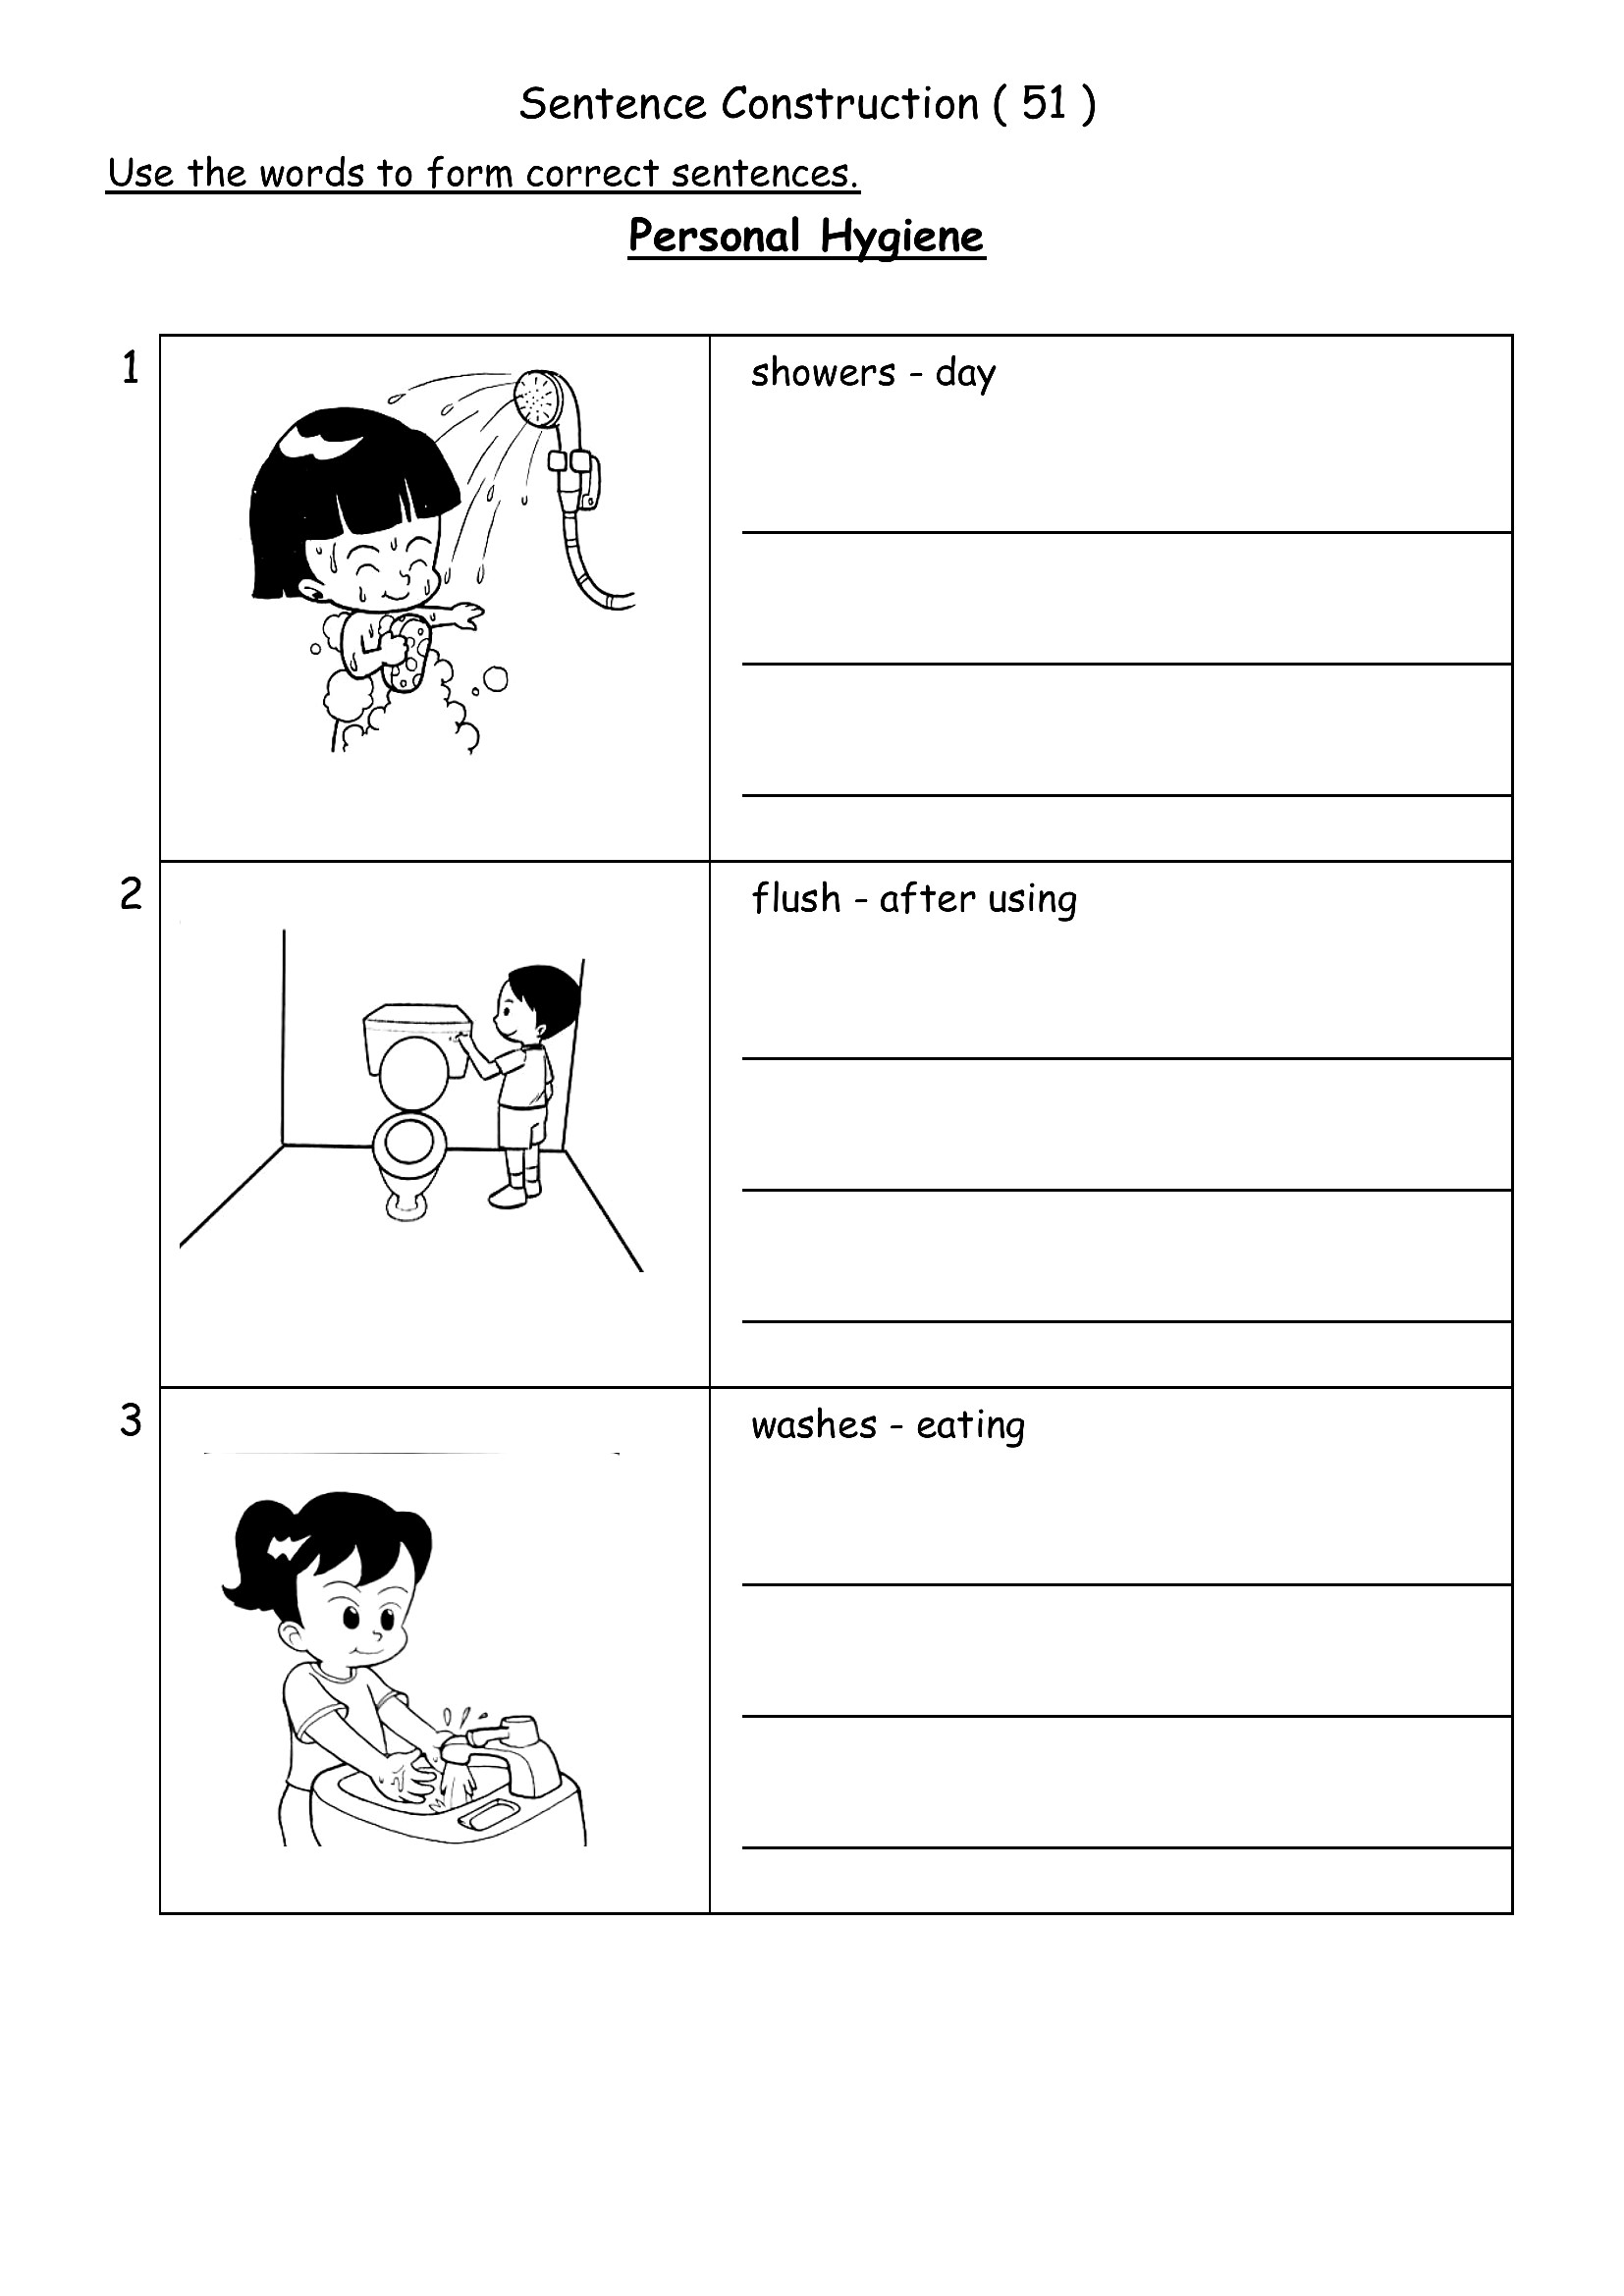 Sentence Construction ( 51 )
Use the words to form correct sentences.
Personal Hygiene
1
showers - day
2
flush - after using
3
washes - eating